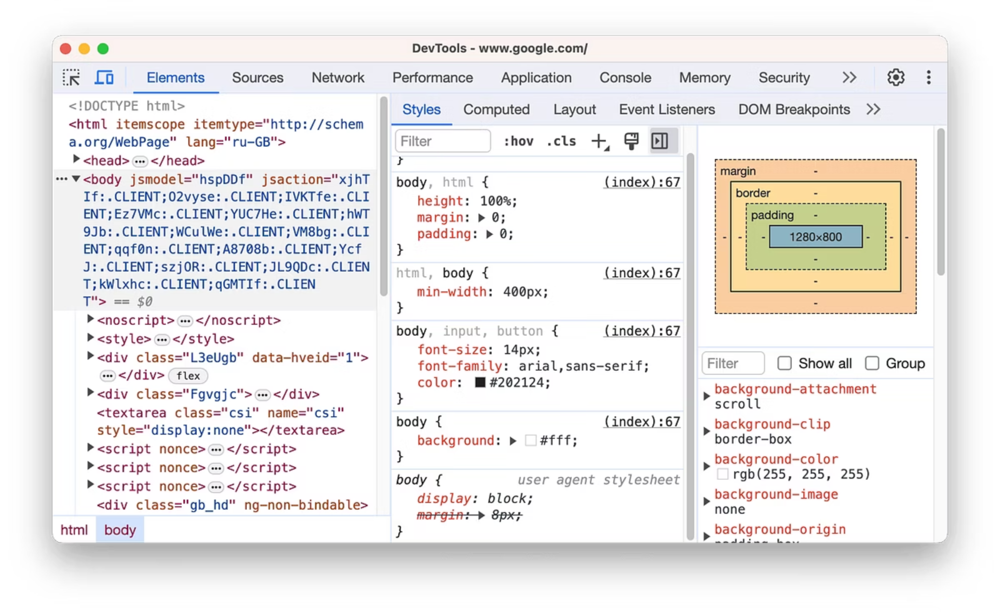 DevTools - www.google.com/
Elements Sources Network Performance Application Console Memory Security
<!DOCTYPE html>
<html itemscope itemtype="http://schem
a.org/WebPage" lang="ru-GB">
<head> ••• </head>
••• <body jsmodel="hspDDf" jsaction="xjhT
If:.CLIENT;O2vyse:.CLIENT;IVKTfe:.CLI
ENT;Ez7VMc:.CLIENT;YUC7He:.CLIENT;hWT
9Jb:.CLIENT;WCulWe:.CLIENT;VM8bg:.CLI
ENT;qqf0n:.CLIENT;A8708b:.CLIENT;Ycf
J:.CLIENT;szjOR:.CLIENT;JL9QDc:.CLIEN
T;kWlxhc:.CLIENT;qGMTIf:.CLIEN
T"> == $0
<noscript> ••• </noscript>
<style> ••• </style>
<div class="L3eUgb" data-hveid="1">
••• </div> flex
<div class="Fgvgjc"> ••• </div>
<textarea class="csi" name="csi"
style="display:none"></textarea>
<script nonce> ••• </script>
<script nonce> ••• </script>
<script nonce> ••• </script>
<div class="gb_hd" ng-non-bindable>
html body
Styles Computed Layout Event Listeners DOM Breakpoints
Filter :hov .cls
}
body, html { (index):67
height: 100%;
margin: 0;
padding: 0;
}
html, body { (index):67
min-width: 400px;
}
body, input, button { (index):67
font-size: 14px;
font-family: arial,sans-serif;
color: #202124;
}
body { (index):67
background: #fff;
}
body { user agent stylesheet
display: block;
margin: 8px;
}
margin -
border -
padding -
- - - 1280×800 - - -
-
-
-
Filter Show all Group
background-attachment
scroll
background-clip
border-box
background-color
rgb(255, 255, 255)
background-image
none
background-origin
padding-box